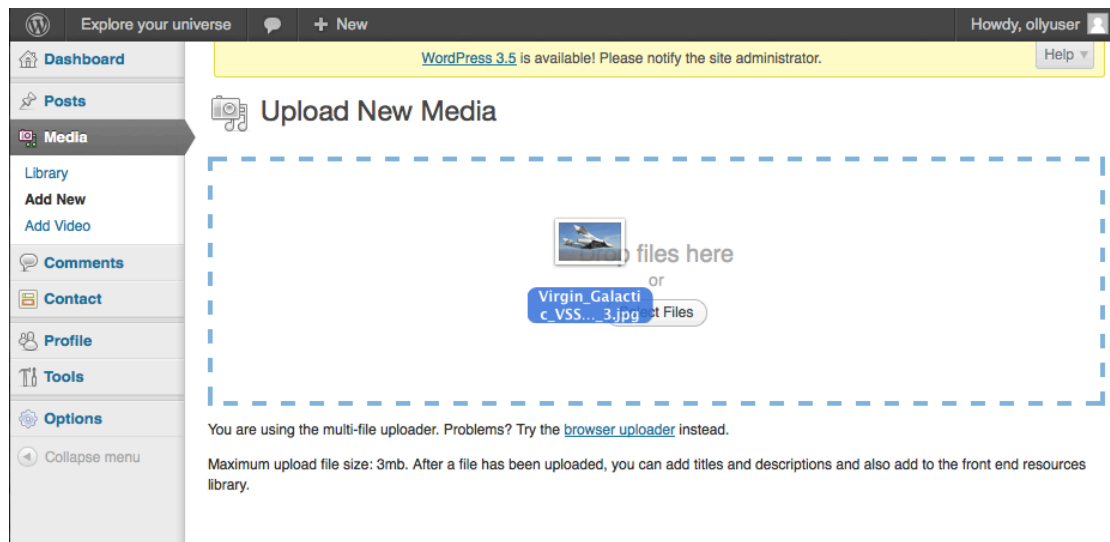 Explore your universe + New Howdy, ollyuser
Dashboard
WordPress 3.5 is available! Please notify the site administrator.
Help
Posts
Upload New Media
Media
Library
Add New
Add Video
Comments
Contact
Profile
Tools
Options
Collapse menu
Drop files here
or
Virgin_Galacti
c_VSS..._3.jpg
Select Files
You are using the multi-file uploader. Problems? Try the browser uploader instead.
Maximum upload file size: 3mb. After a file has been uploaded, you can add titles and descriptions and also add to the front end resources
library.